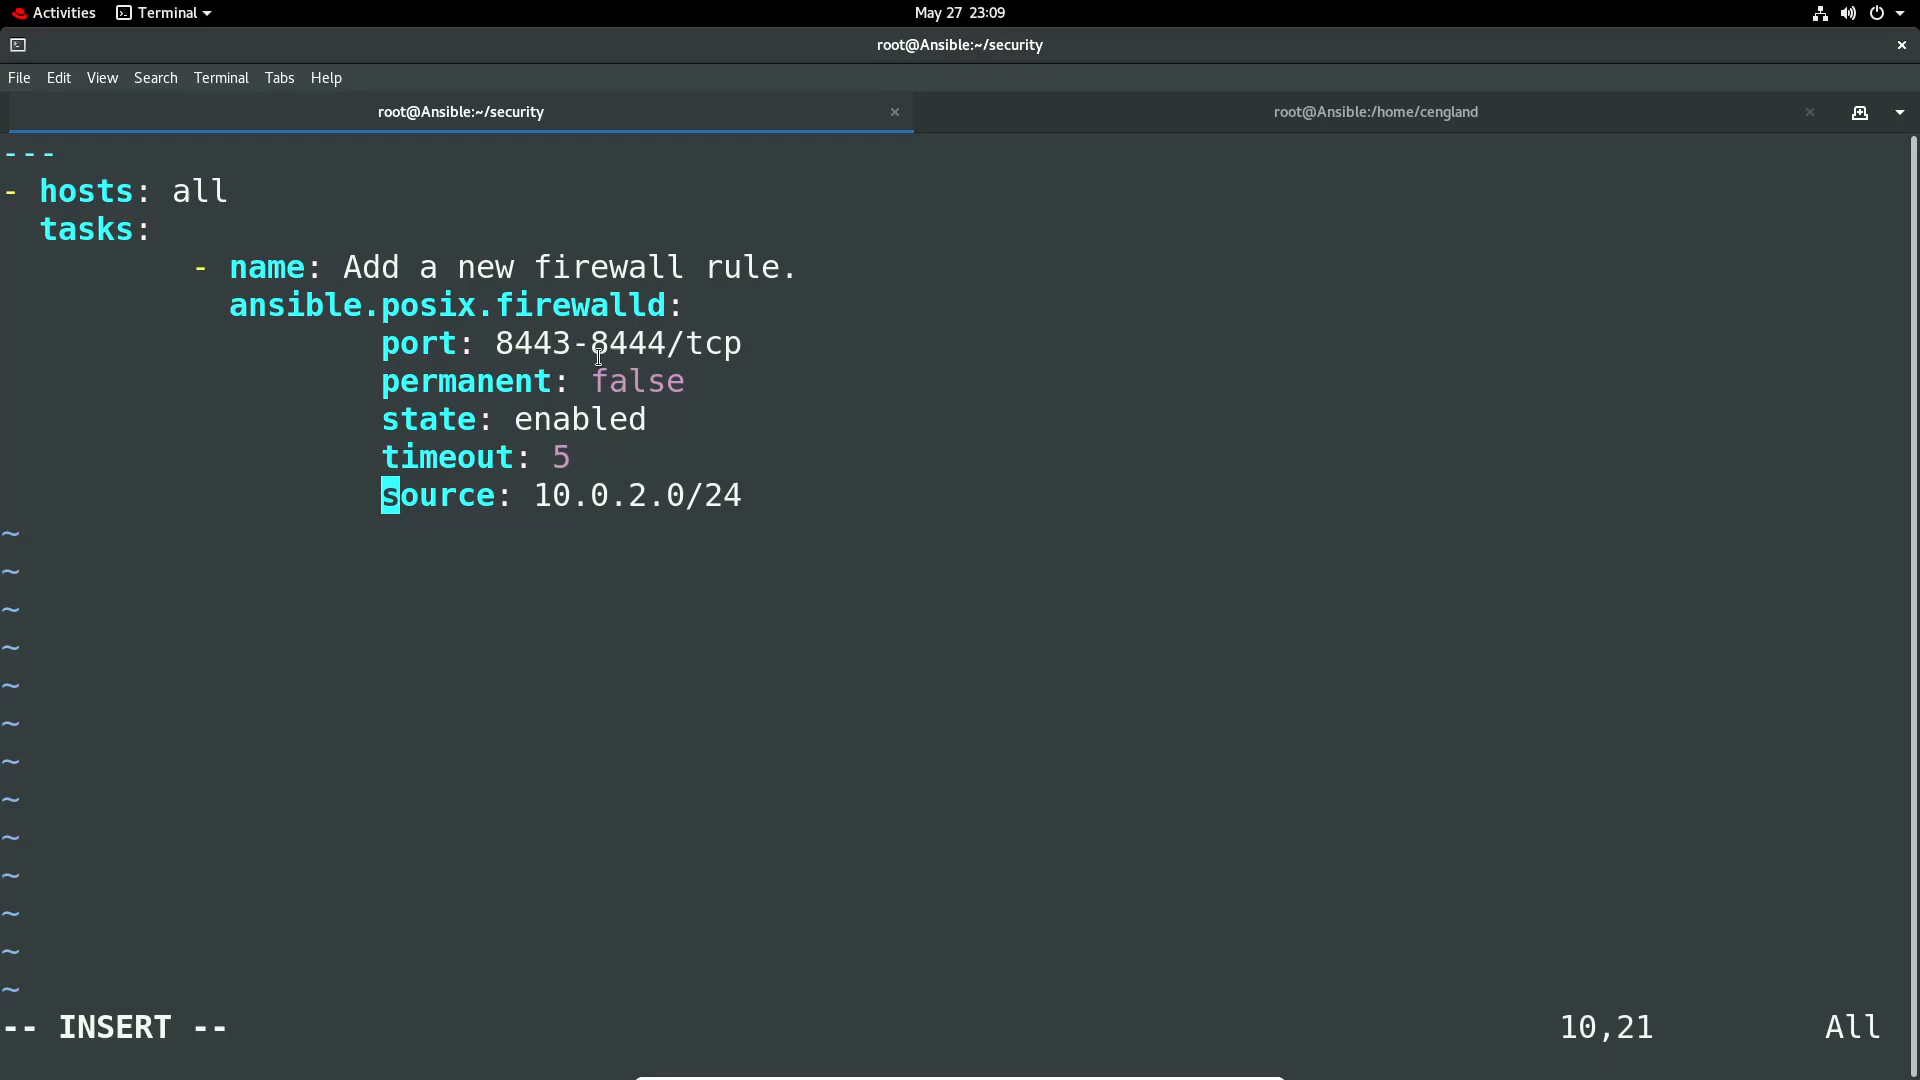 Activities Terminal May 27 23:09
root@Ansible:~/security ×
File Edit View Search Terminal Tabs Help
root@Ansible:~/security × root@Ansible:/home/cengland ×
---
- hosts: all
  tasks:
          - name: Add a new firewall rule.
            ansible.posix.firewalld:
                    port: 8443-8444/tcp
                    permanent: false
                    state: enabled
                    timeout: 5
                    source: 10.0.2.0/24
~
~
~
~
~
~
~
~
~
~
~
~
~
-- INSERT -- 10,21 All